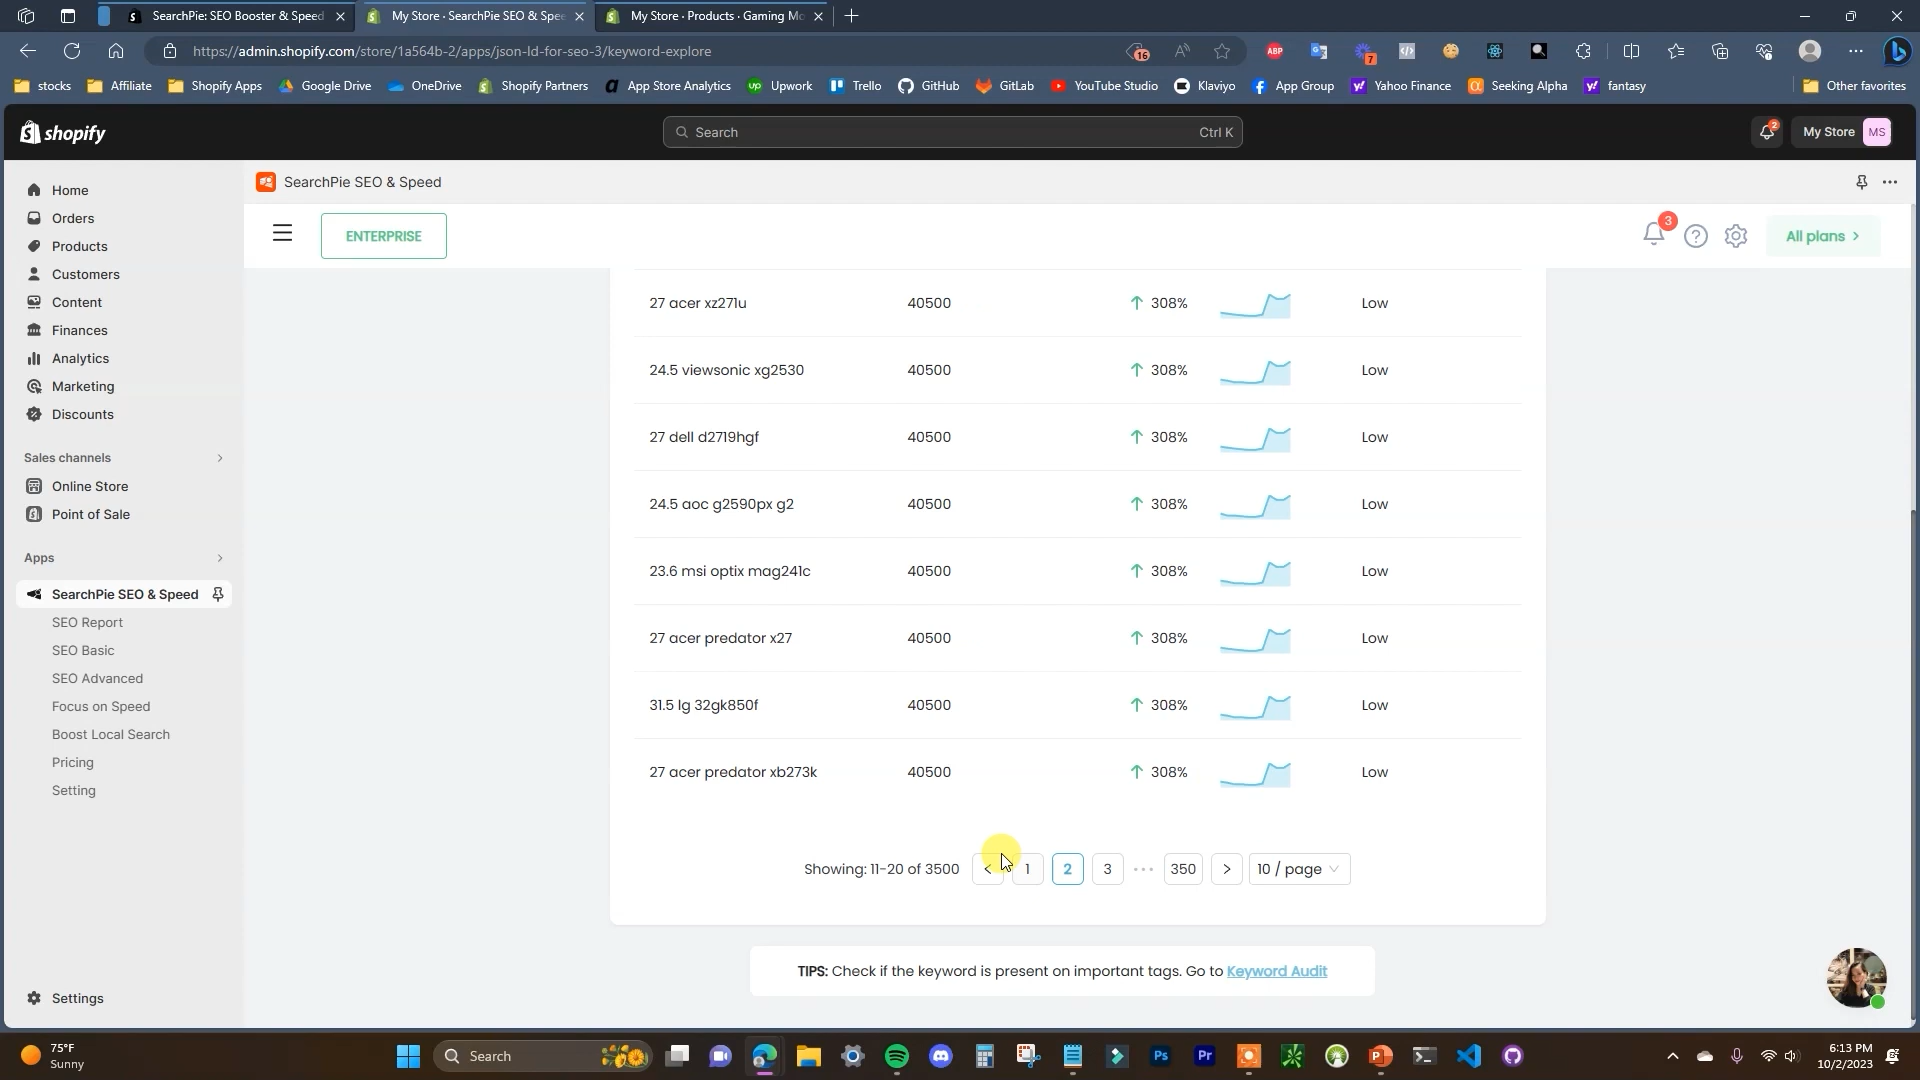 SearchPie: SEO Booster & Speed
My Store · SearchPie SEO & Spe
My Store · Products · Gaming Mo
https://admin.shopify.com/store/1a564b-2/apps/json-ld-for-seo-3/keyword-explore
16
ABP
7
stocks
Affiliate
Shopify Apps
Google Drive
OneDrive
Shopify Partners
App Store Analytics
Upwork
Trello
GitHub
GitLab
YouTube Studio
Klaviyo
App Group
Yahoo Finance
Seeking Alpha
fantasy
Other favorites
shopify
Search
Ctrl K
2
My Store
MS
Home
Orders
Products
Customers
Content
Finances
Analytics
Marketing
Discounts
Sales channels
Online Store
Point of Sale
Apps
SearchPie SEO & Speed
SEO Report
SEO Basic
SEO Advanced
Focus on Speed
Boost Local Search
Pricing
Setting
Settings
SearchPie SEO & Speed
ENTERPRISE
3
All plans >
27 acer xz271u 40500 308% Low
24.5 viewsonic xg2530 40500 308% Low
27 dell d2719hgf 40500 308% Low
24.5 aoc g2590px g2 40500 308% Low
23.6 msi optix mag241c 40500 308% Low
27 acer predator x27 40500 308% Low
31.5 lg 32gk850f 40500 308% Low
27 acer predator xb273k 40500 308% Low
Showing: 11-20 of 3500 < 1 2 3 ••• 350 > 10 / page
TIPS: Check if the keyword is present on important tags. Go to Keyword Audit
75°F
Sunny
Search
Ps
Pr
6:13 PM
10/2/2023